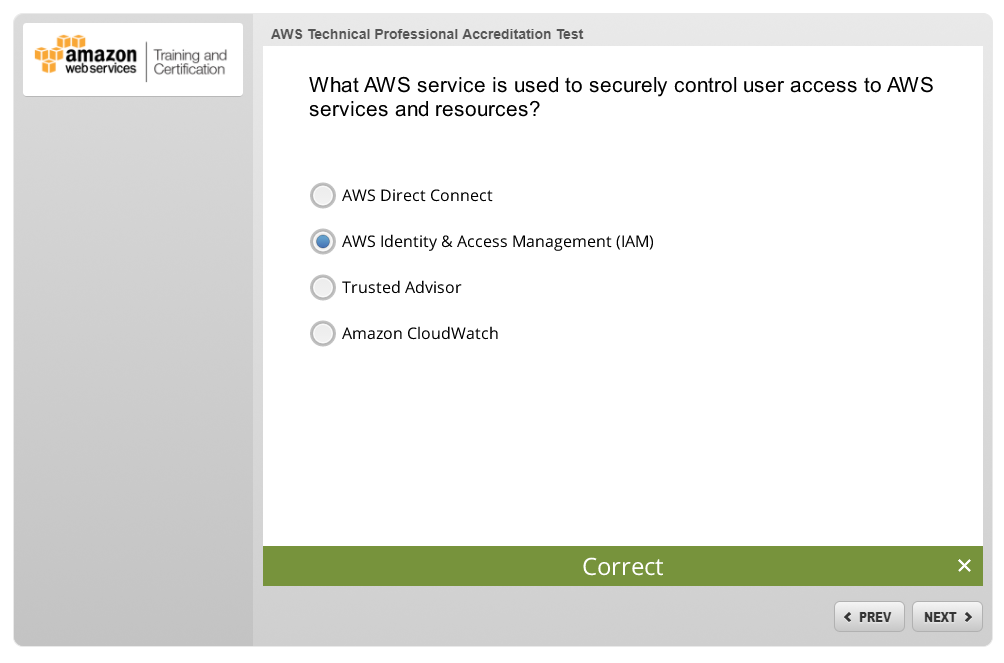 amazon
webservices
Training and
Certification
AWS Technical Professional Accreditation Test
What AWS service is used to securely control user access to AWS
services and resources?
AWS Direct Connect
AWS Identity & Access Management (IAM)
Trusted Advisor
Amazon CloudWatch
Correct
PREV
NEXT